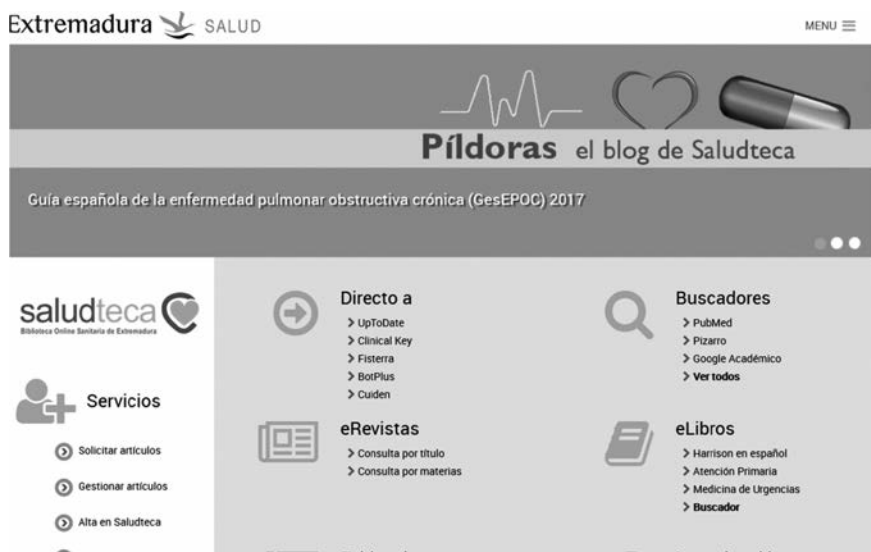 Extremadura SALUD
MENU
Píldoras el blog de Saludteca
Guía española de la enfermedad pulmonar obstructiva crónica (GesEPOC) 2017
saludteca
Biblioteca Online Sanitaria de Extremadura
Servicios
Solicitar artículos
Gestionar artículos
Alta en Saludteca
Directo a
UpToDate
Clinical Key
Fisterra
BotPlus
Cuiden
Buscadores
PubMed
Pizarro
Google Académico
Ver todos
eRevistas
Consulta por título
Consulta por materias
eLibros
Harrison en español
Atención Primaria
Medicina de Urgencias
Buscador